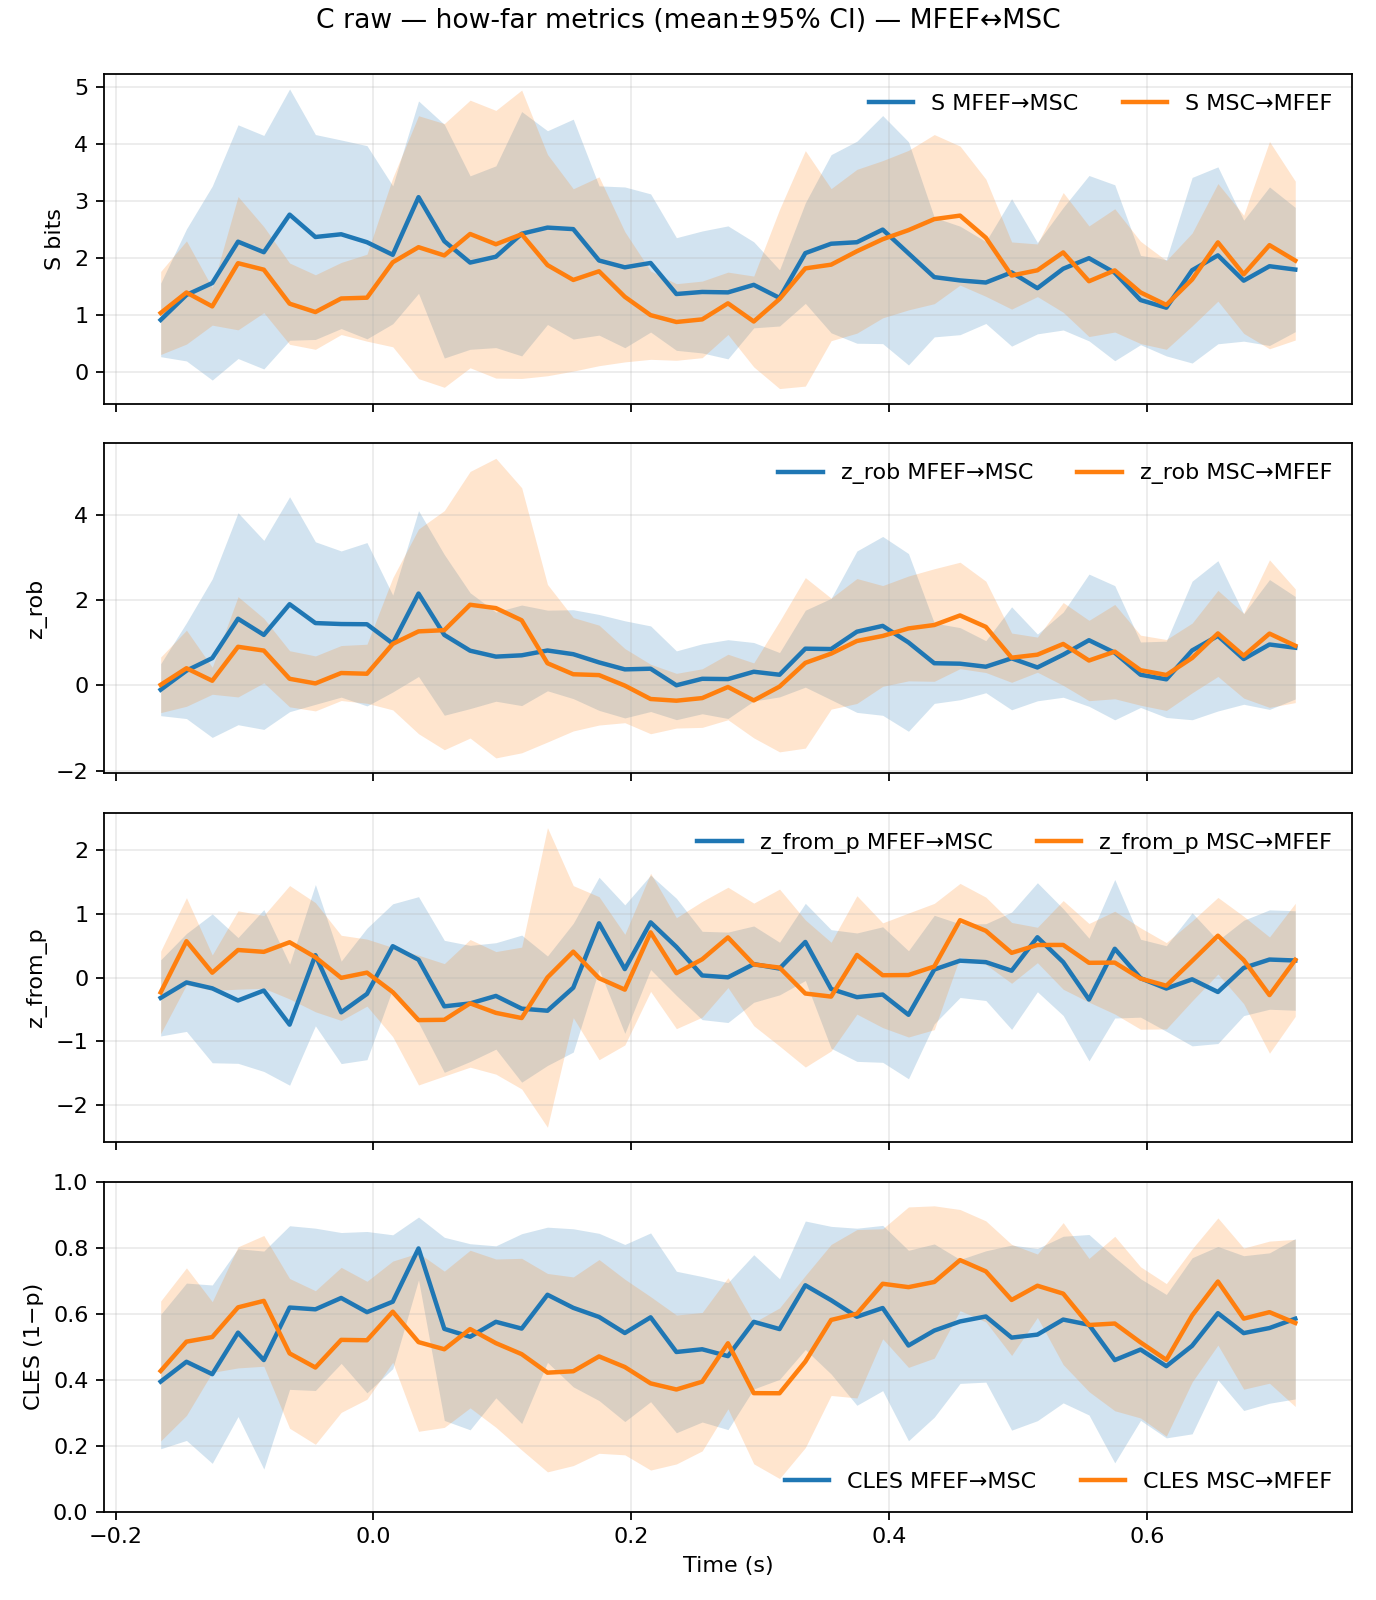 C raw — how-far metrics (mean±95% CI) — MFEF↔MSC
S MFEF→MSC
S MSC→MFEF
5
4
3
2
1
0
S bits
z_rob MFEF→MSC
z_rob MSC→MFEF
4
2
0
−2
z_rob
z_from_p MFEF→MSC
z_from_p MSC→MFEF
2
1
0
−1
−2
z_from_p
1.0
0.8
0.6
0.4
0.2
0.0
CLES (1−p)
CLES MFEF→MSC
CLES MSC→MFEF
−0.2
0.0
0.2
0.4
0.6
Time (s)